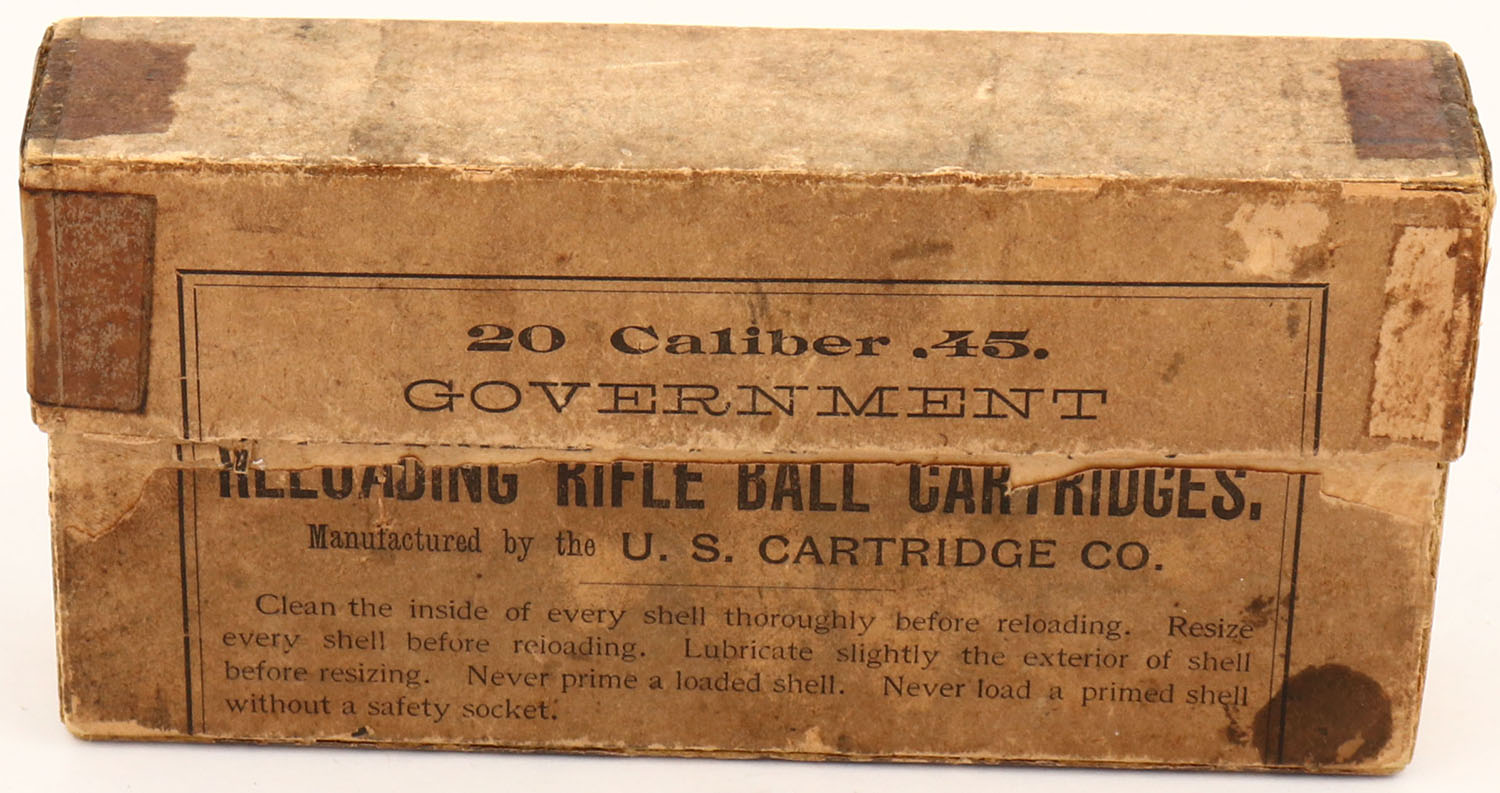 20 Caliber .45.
GOVERNMENT
RELOADING RIFLE BALL CARTRIDGES.
Manufactured by the U. S. CARTRIDGE CO.
Clean the inside of every shell thoroughly before reloading. Resize
every shell before reloading. Lubricate slightly the exterior of shell
before resizing. Never prime a loaded shell. Never load a primed shell
without a safety socket.